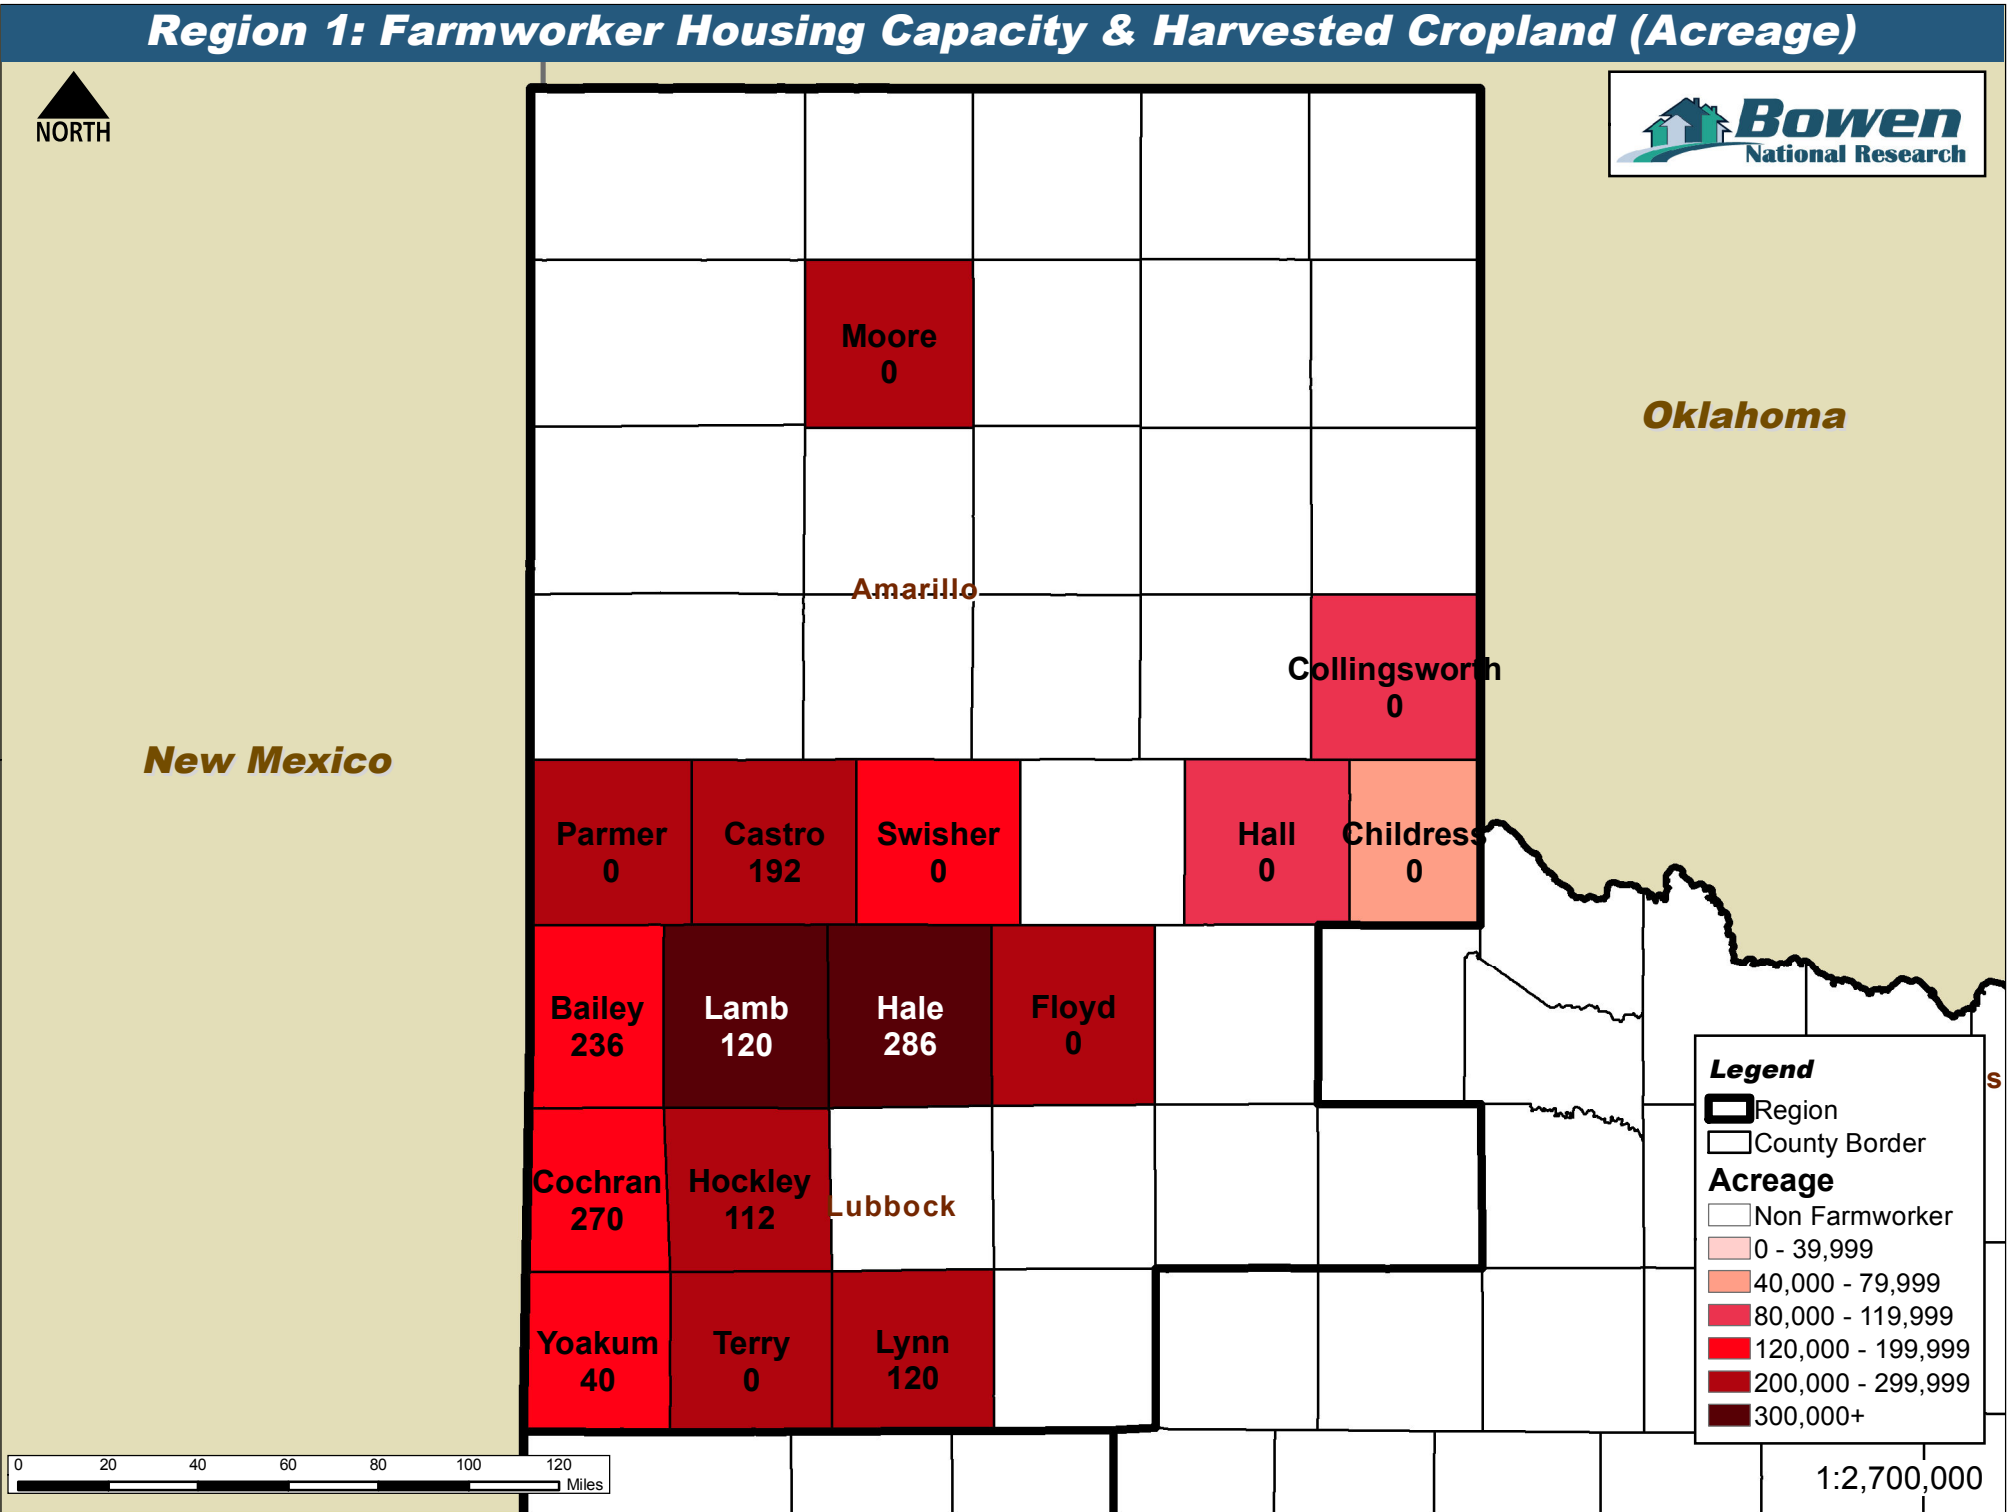 Region 1: Farmworker Housing Capacity & Harvested Cropland (Acreage)
NORTH
Bowen
National Research
Moore
0
Oklahoma
Amarillo
Collingsworth
0
New Mexico
Parmer
0
Castro
192
Swisher
0
Hall
0
Childress
0
Bailey
236
Lamb
120
Hale
286
Floyd
0
Cochran
270
Hockley
112
Lubbock
Yoakum
40
Terry
0
Lynn
120
s
Legend
Region
County Border
Acreage
Non Farmworker
0 - 39,999
40,000 - 79,999
80,000 - 119,999
120,000 - 199,999
200,000 - 299,999
300,000+
0 20 40 60 80 100 120
Miles
1:2,700,000